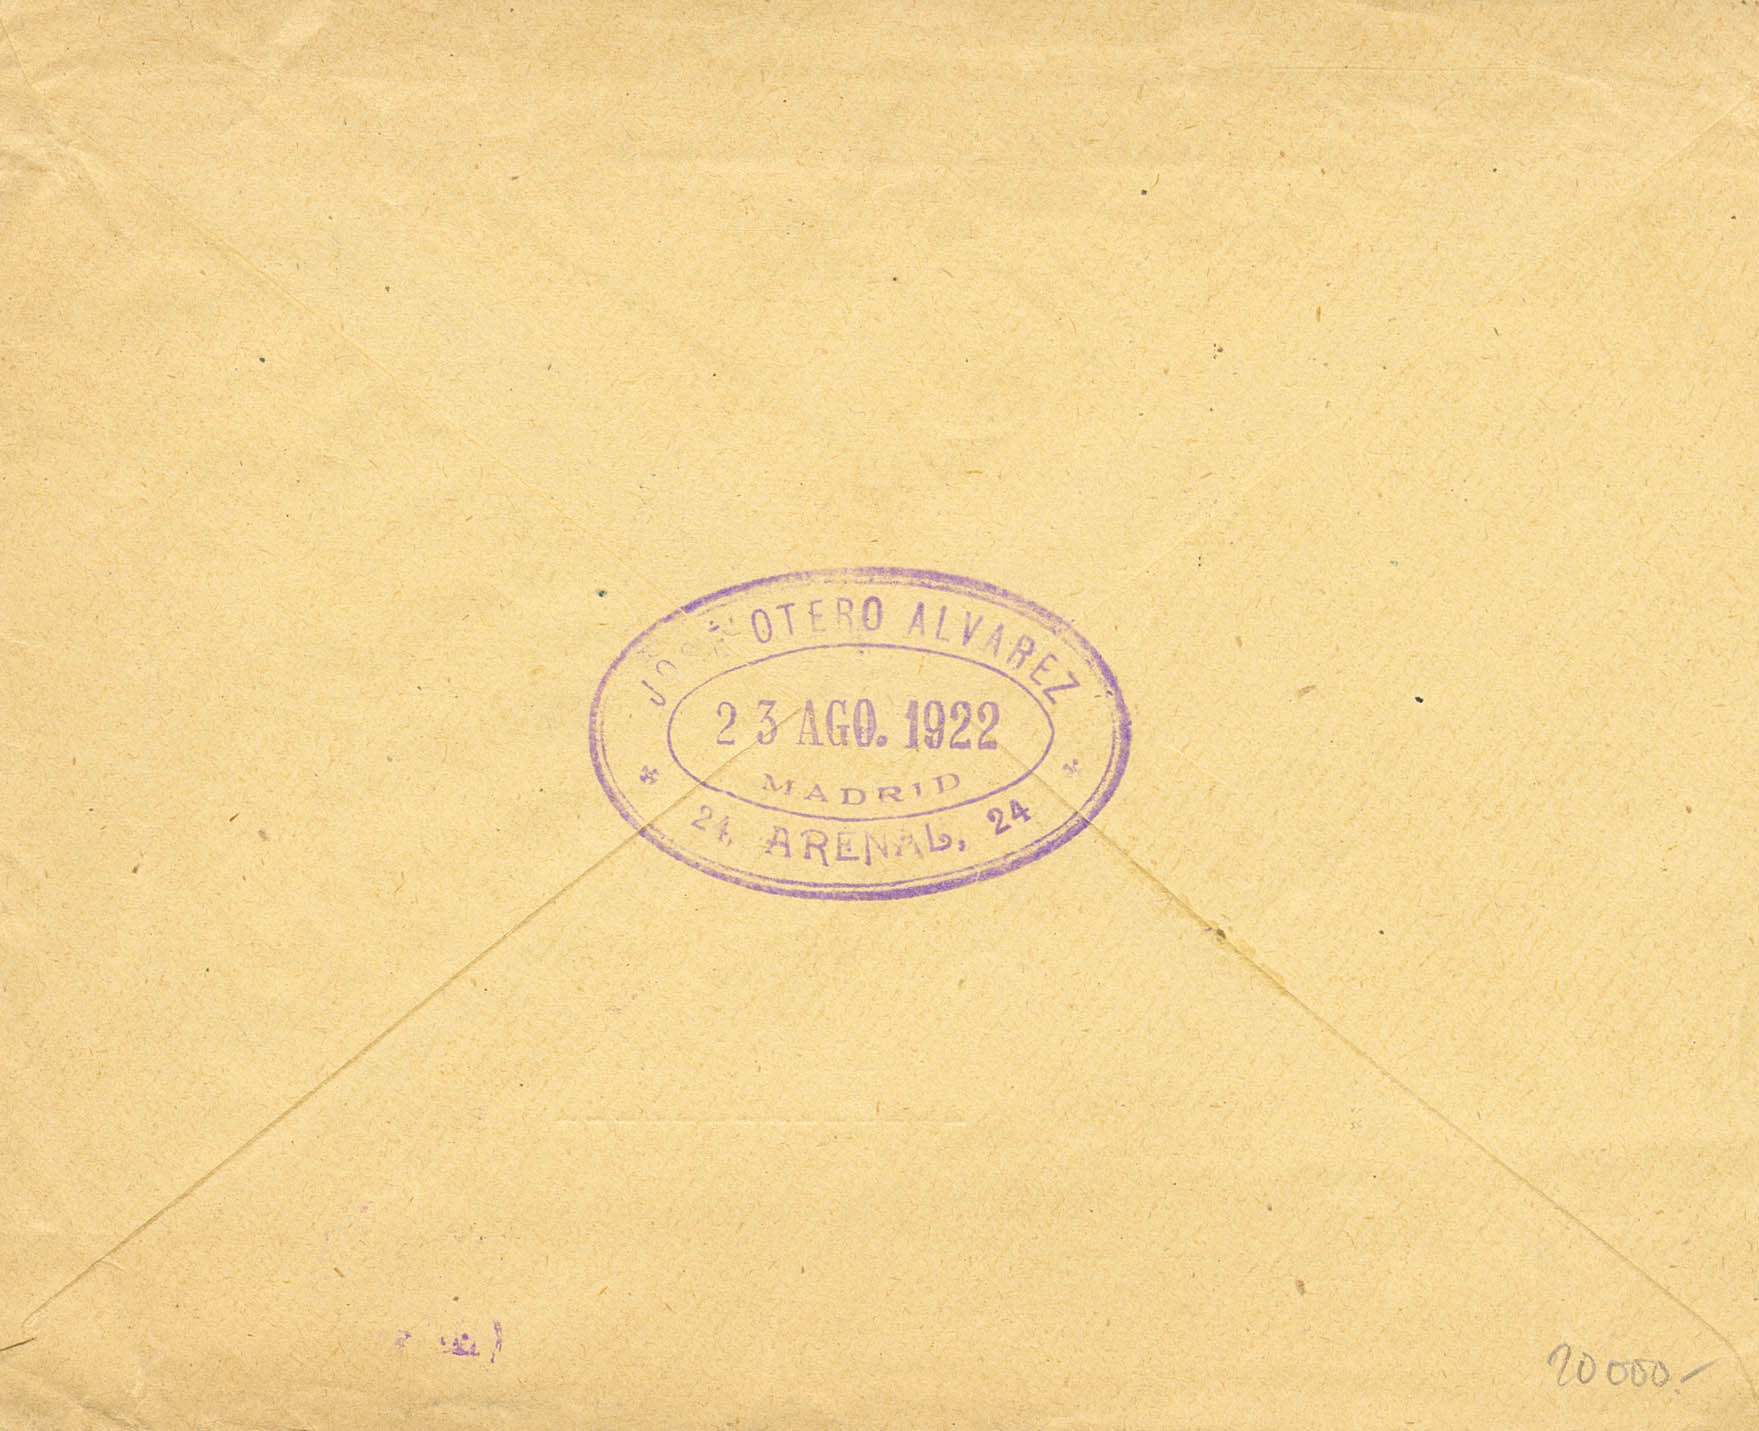 JOSÉ OTERO ALVAREZ
23 AGO. 1922
MADRID
24, ARENAL, 24
20000.-